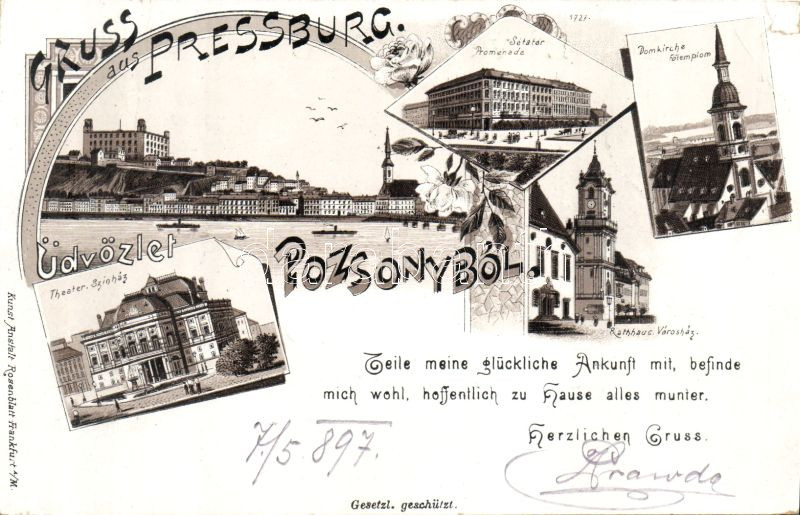 GRUSS
aus PRESSBURG.
1721.
Sétatér
Promenade
Domkirche
Főtemplom
Üdvözlet
POZSONYBÓL.
Theater. Szinház
Rathhaus. Városház.
Teile meine glückliche Ankunft mit, befinde
mich wohl, hoffentlich zu Hause alles munter.
Herzlichen Gruss.
7/5 897.
Gesetzl. geschützt.
Kunst Anstalt Rosenblatt Frankfurt a/M.